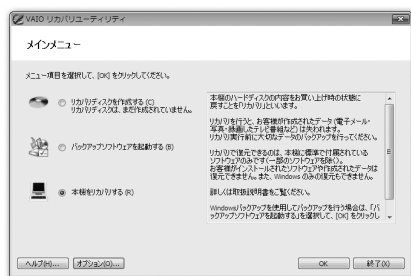 VAIO リカバリユーティリティ
メインメニュー
メニュー項目を選択して、[OK] をクリックしてください。
リカバリディスクを作成する (C)
リカバリディスクは、まだ作成されていません。
バックアップソフトウェアを起動する (B)
本機をリカバリする (R)
本機のハードディスクの内容をお買い上げ時の状態に
戻すことを「リカバリ」といいます。
リカバリを行うと、お客様が作成されたデータ (電子メール・
写真・録画したテレビ番組など) は失われます。
リカバリ実行前に大切なデータのバックアップを行ってください。
リカバリで復元できるのは、本機に標準で付属されている
ソフトウェアのみです (一部のソフトウェアを除く)。
お客様がインストールされたソフトウェアや作成されたデータは
復元できません。また、Windows のみの復元もできません。
詳しくは取扱説明書をご覧ください。
Windowsバックアップを使用してバックアップを行う場合は、「バ
ックアップソフトウェアを起動する」を選択して、[OK] をクリックし
ヘルプ(H)...
オプション(O)...
OK
終了(X)